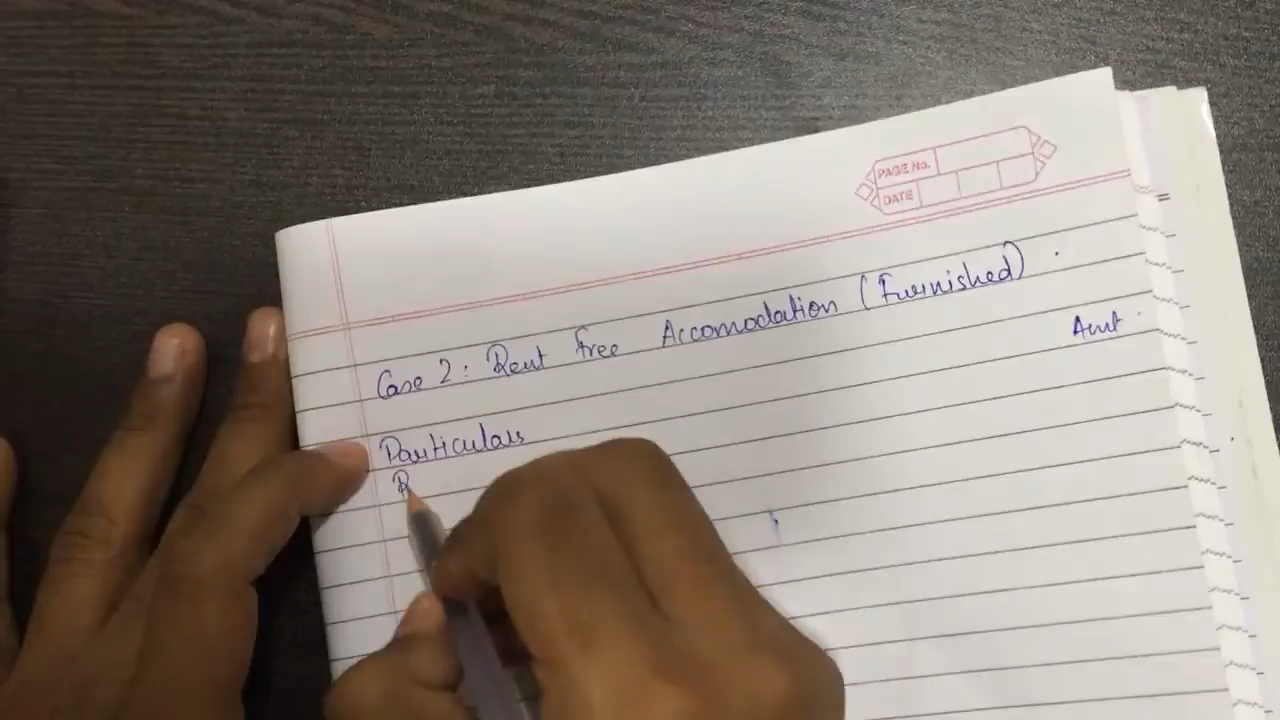 PAGE No.
DATE
Case 2: Rent free Accomodation (Furnished).
Amt.
Particulars
R